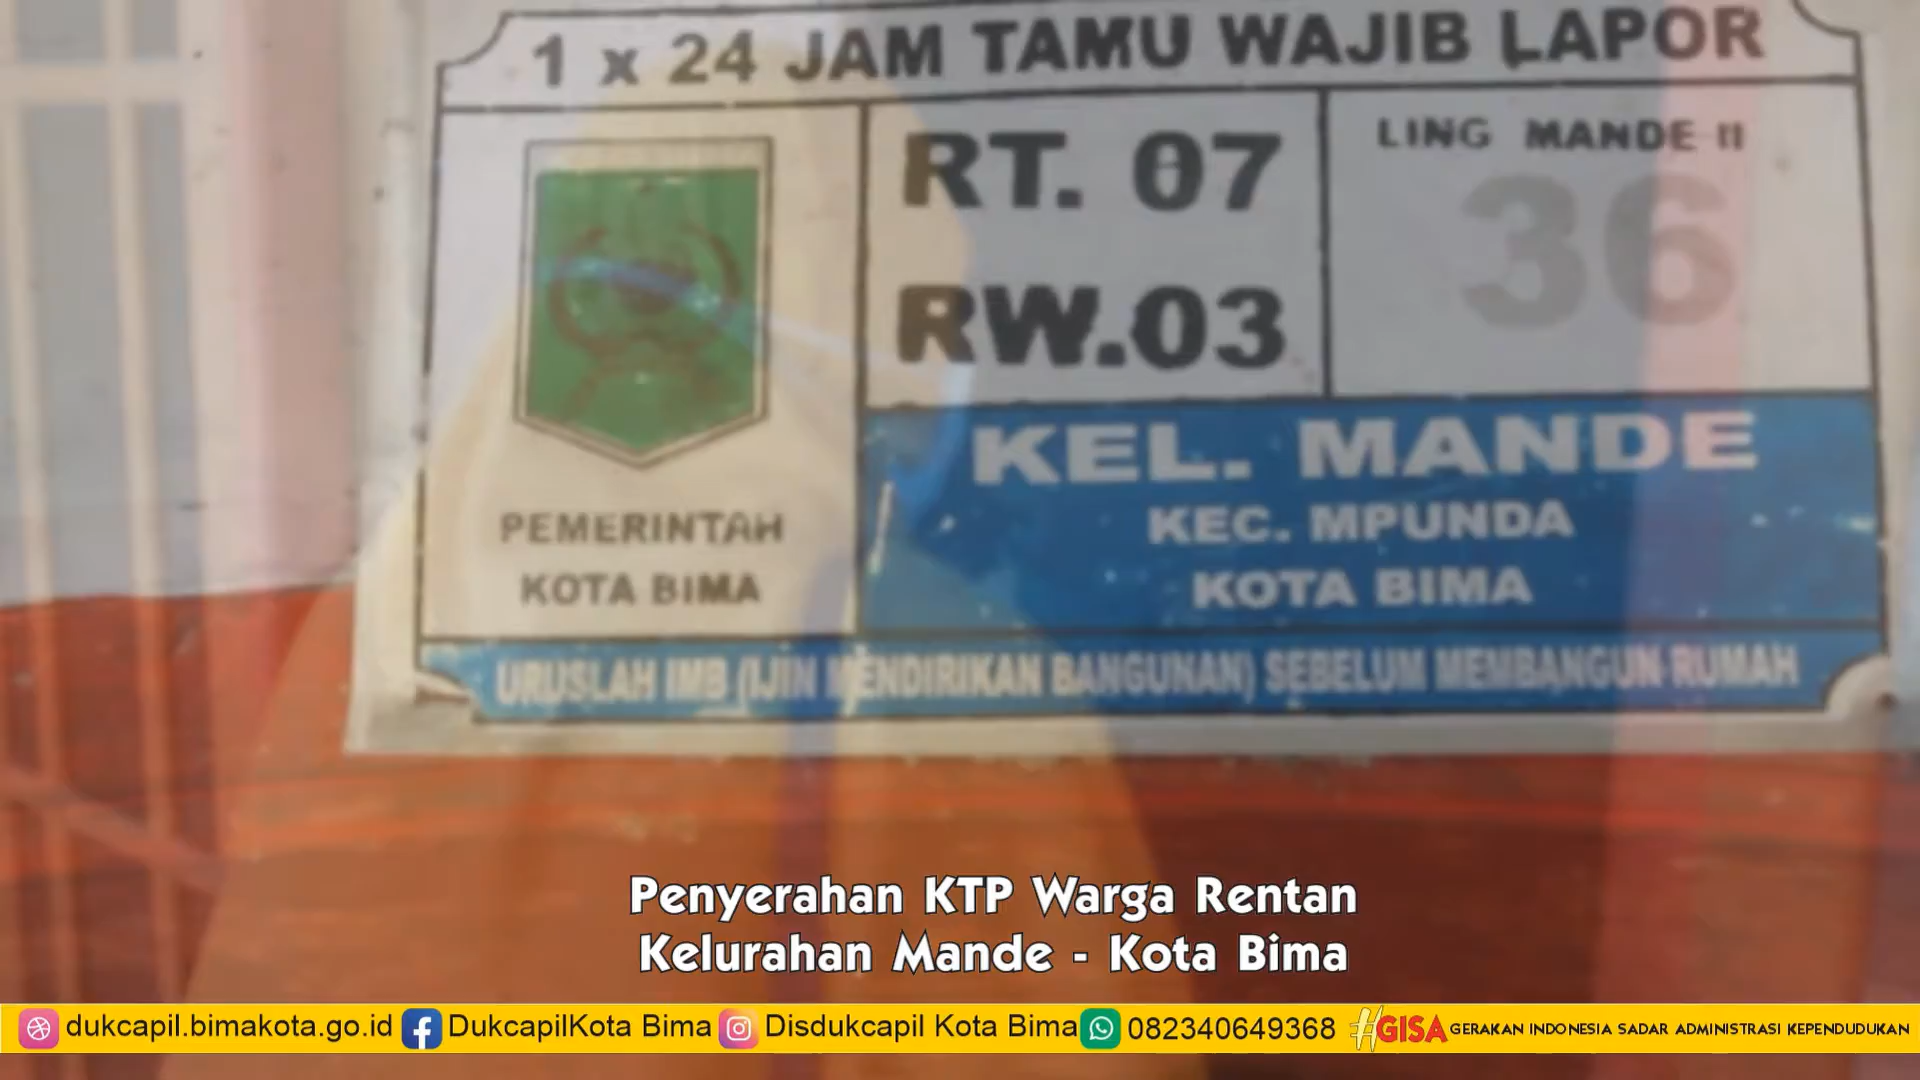 1 x 24 JAM TAMU WAJIB LAPOR
RT. 07
RW.03
LING MANDE II
36
PEMERINTAH
KOTA BIMA
KEL. MANDE
KEC. MPUNDA
KOTA BIMA
URUSLAH IMB (IJIN MENDIRIKAN BANGUNAN) SEBELUM MEMBANGUN RUMAH
Penyerahan KTP Warga Rentan
Kelurahan Mande - Kota Bima
dukcapil.bimakota.go.id DukcapilKota Bima Disdukcapil Kota Bima 082340649368 #GISA GERAKAN INDONESIA SADAR ADMINISTRASI KEPENDUDUKAN